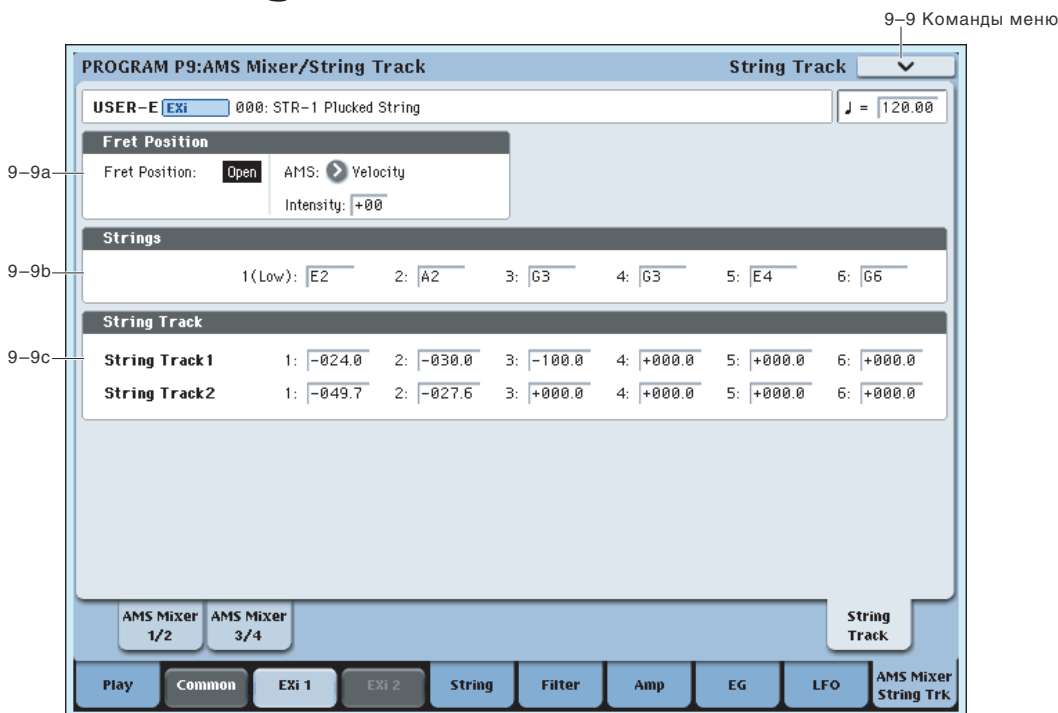 9–9 Команды меню
PROGRAM P9:AMS Mixer/String Track String Track
USER–E EXi 000: STR–1 Plucked String ♩ = 120.00
Fret Position
9–9a Fret Position: Open AMS: Velocity
Intensity: +00
Strings
9–9b 1(Low): E2 2: A2 3: G3 4: G3 5: E4 6: G6
String Track
9–9c String Track1 1: –024.0 2: –030.0 3: –100.0 4: +000.0 5: +000.0 6: +000.0
String Track2 1: –049.7 2: –027.6 3: +000.0 4: +000.0 5: +000.0 6: +000.0
AMS Mixer 1/2 AMS Mixer 3/4 String Track
Play Common EXi 1 EXi 2 String Filter Amp EG LFO AMS Mixer String Trk